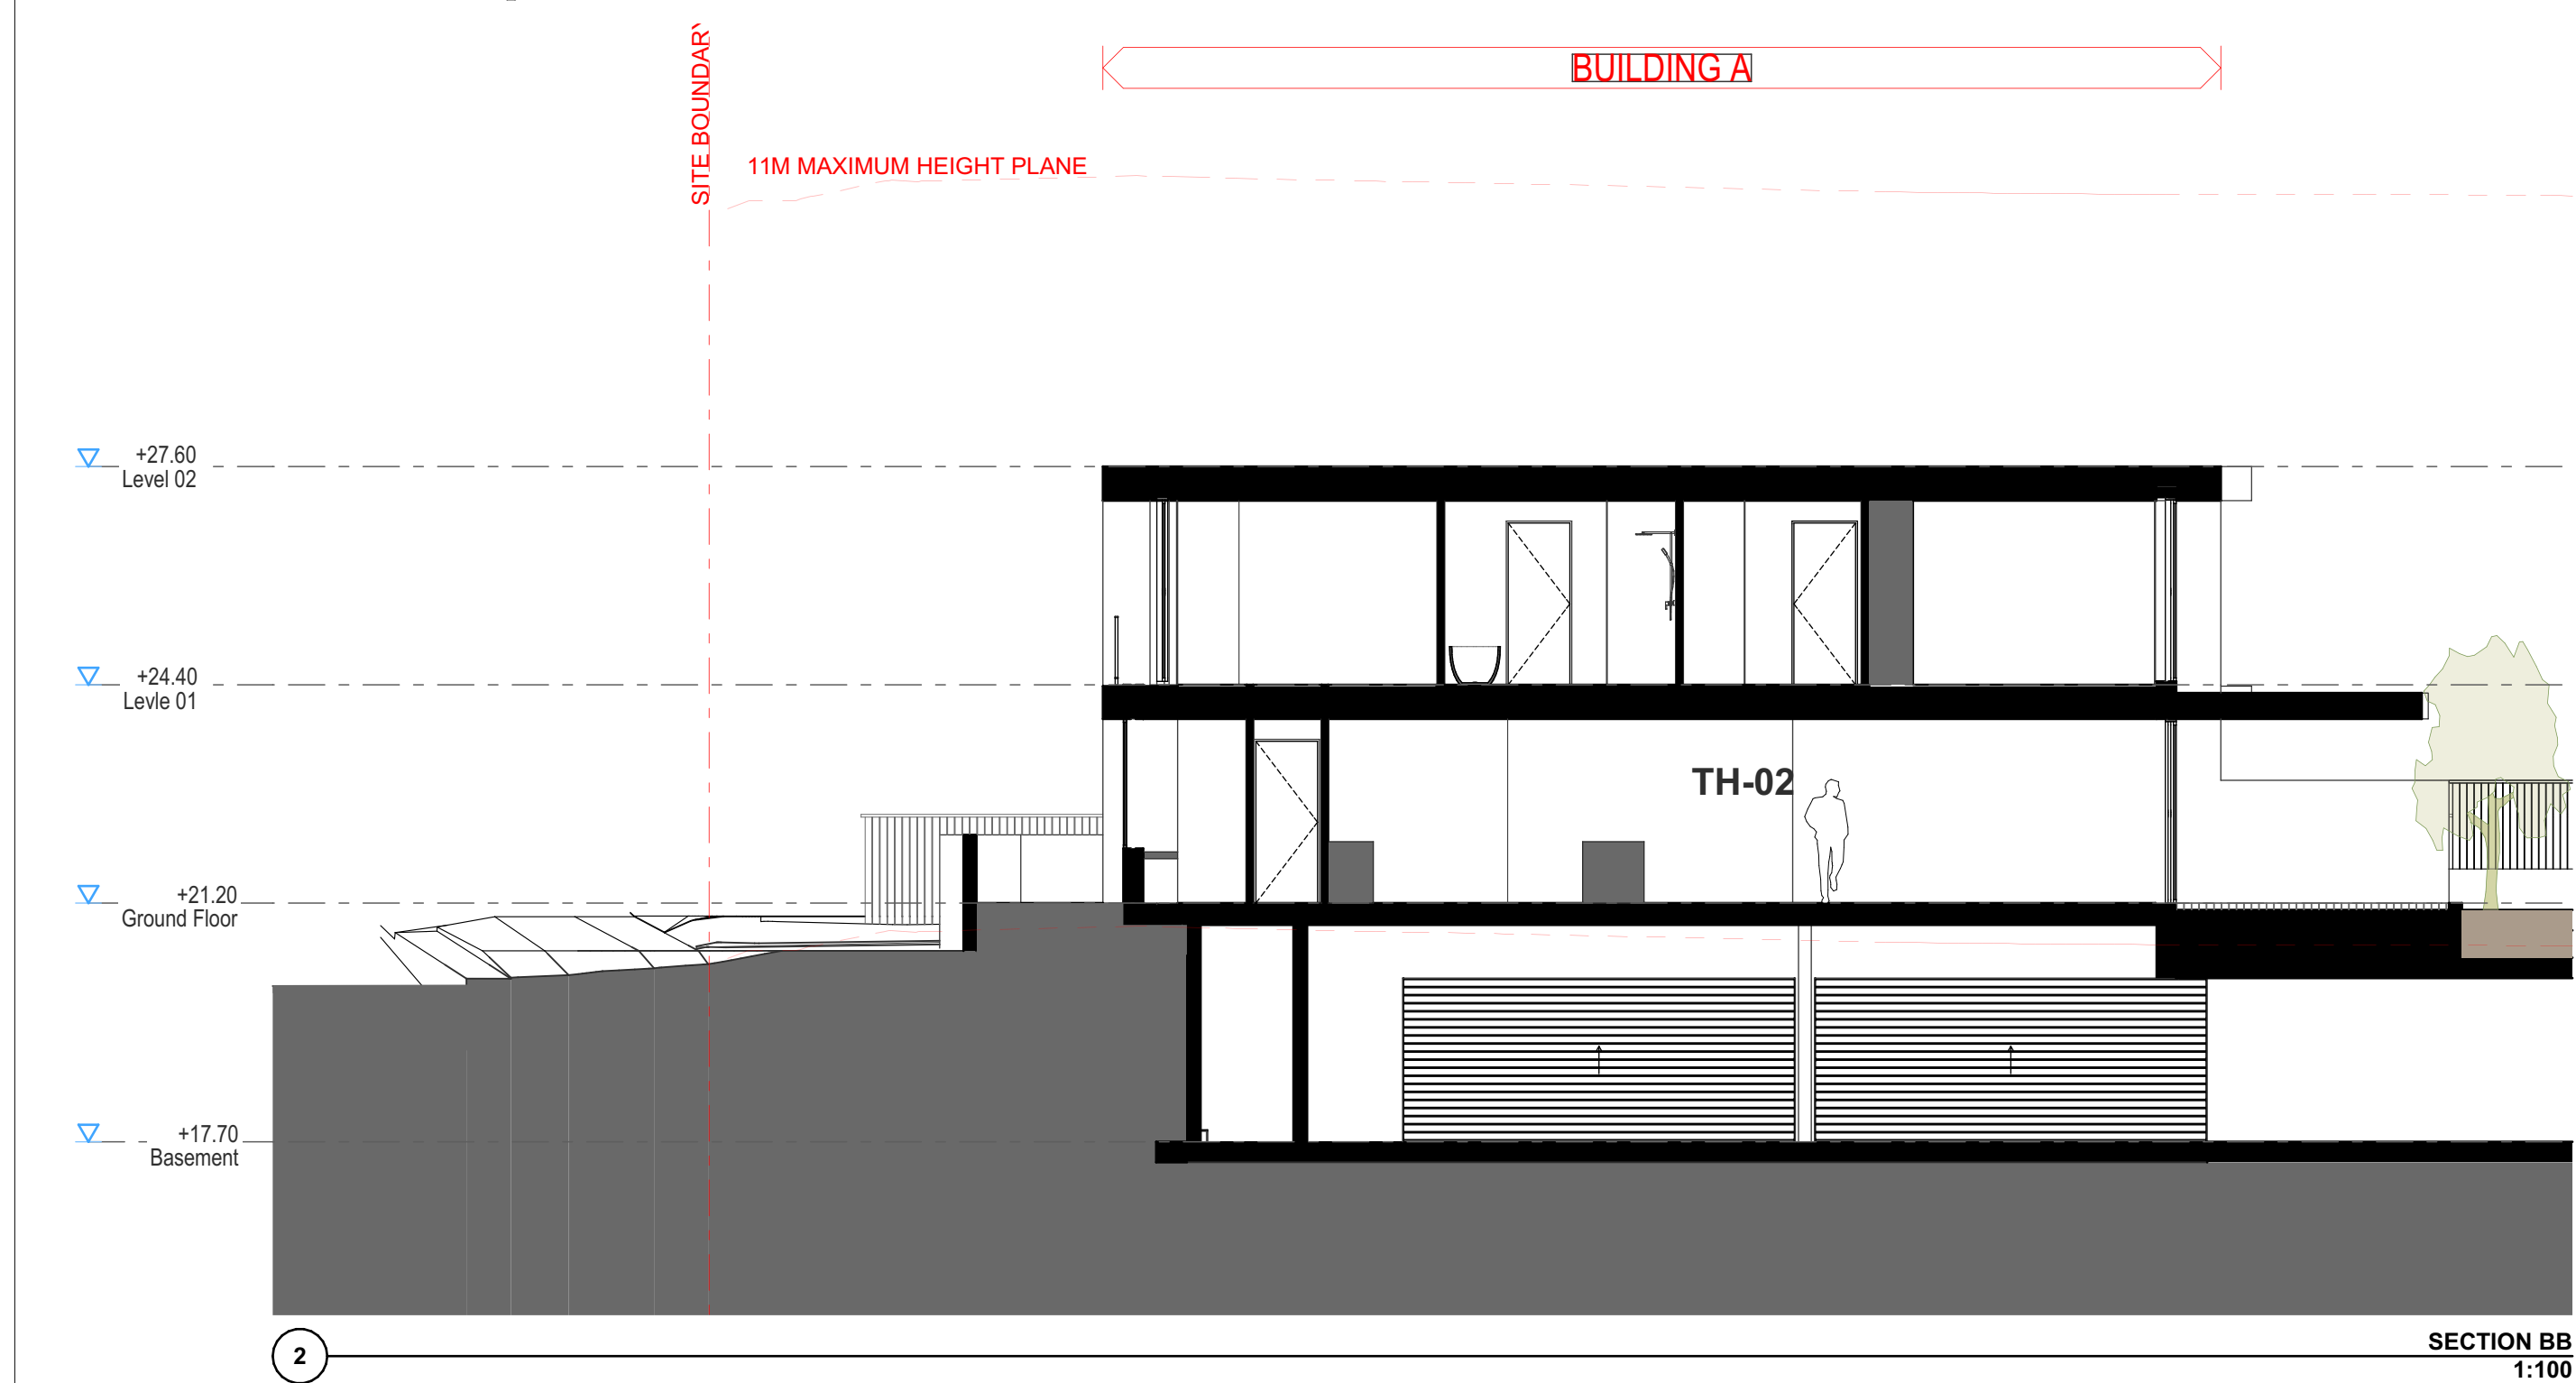 SITE BOUNDARY
BUILDING A
11M MAXIMUM HEIGHT PLANE
+27.60
Level 02
+24.40
Levle 01
TH-02
+21.20
Ground Floor
+17.70
Basement
2
SECTION BB
1:100